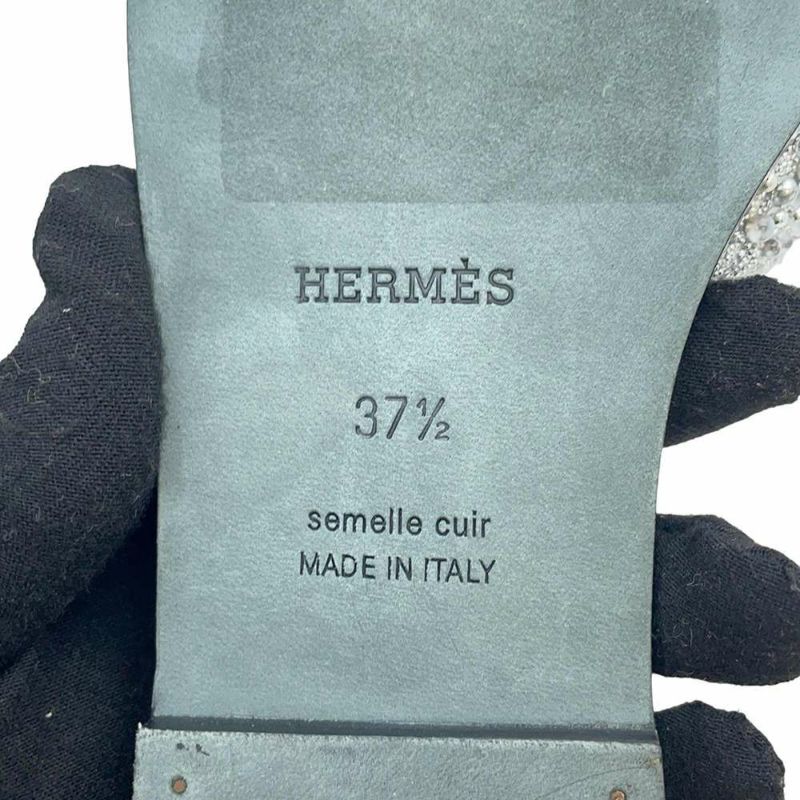 HERMÈS
37½
semelle cuir
MADE IN ITALY